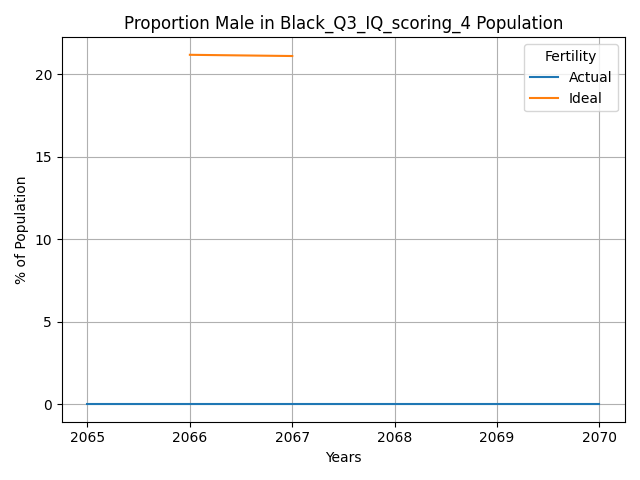 Proportion Male in Black_Q3_IQ_scoring_4 Population
Fertility
Actual
Ideal
20
15
10
5
0
% of Population
2065 2066 2067 2068 2069 2070
Years